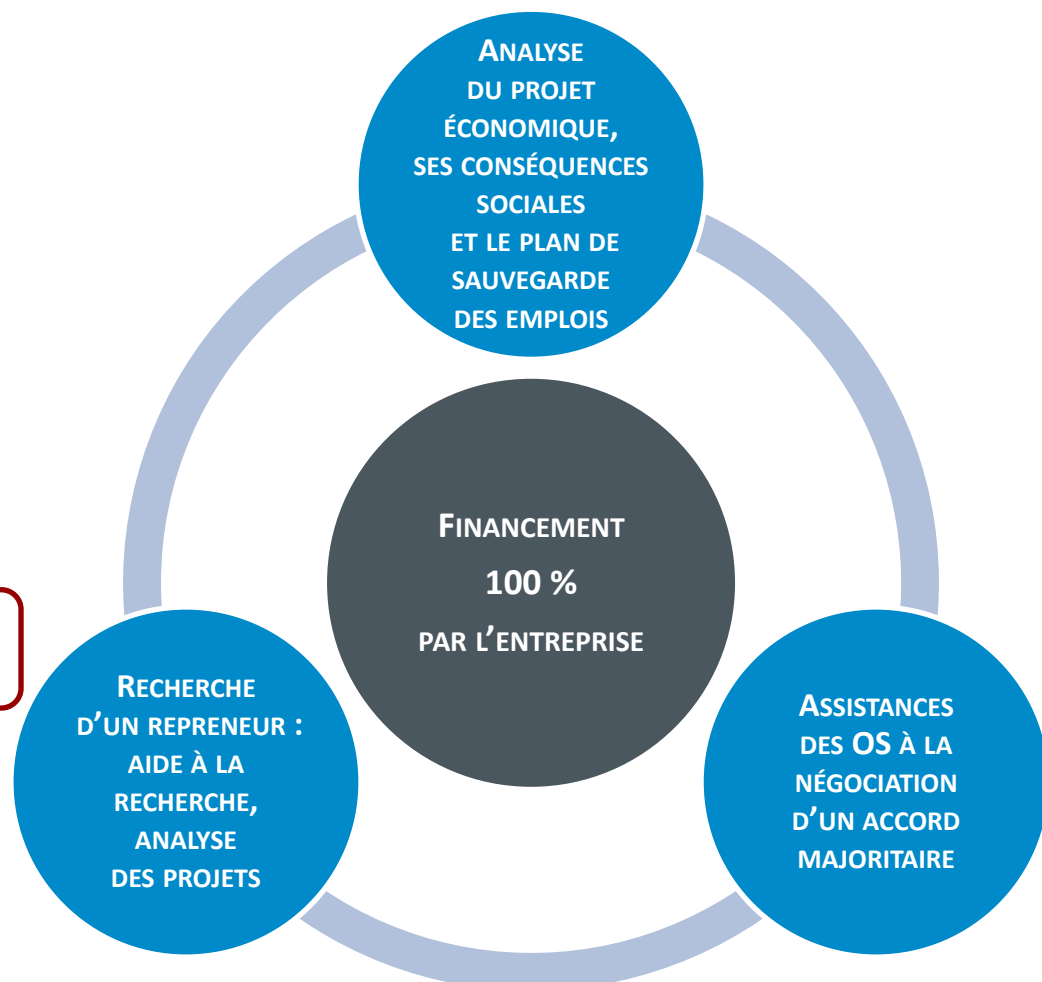 ANALYSE
DU PROJET
ÉCONOMIQUE,
SES CONSÉQUENCES
SOCIALES
ET LE PLAN DE
SAUVEGARDE
DES EMPLOIS
FINANCEMENT
100 %
PAR L’ENTREPRISE
RECHERCHE
D’UN REPRENEUR :
AIDE À LA
RECHERCHE,
ANALYSE
DES PROJETS
ASSISTANCES
DES OS À LA
NÉGOCIATION
D’UN ACCORD
MAJORITAIRE